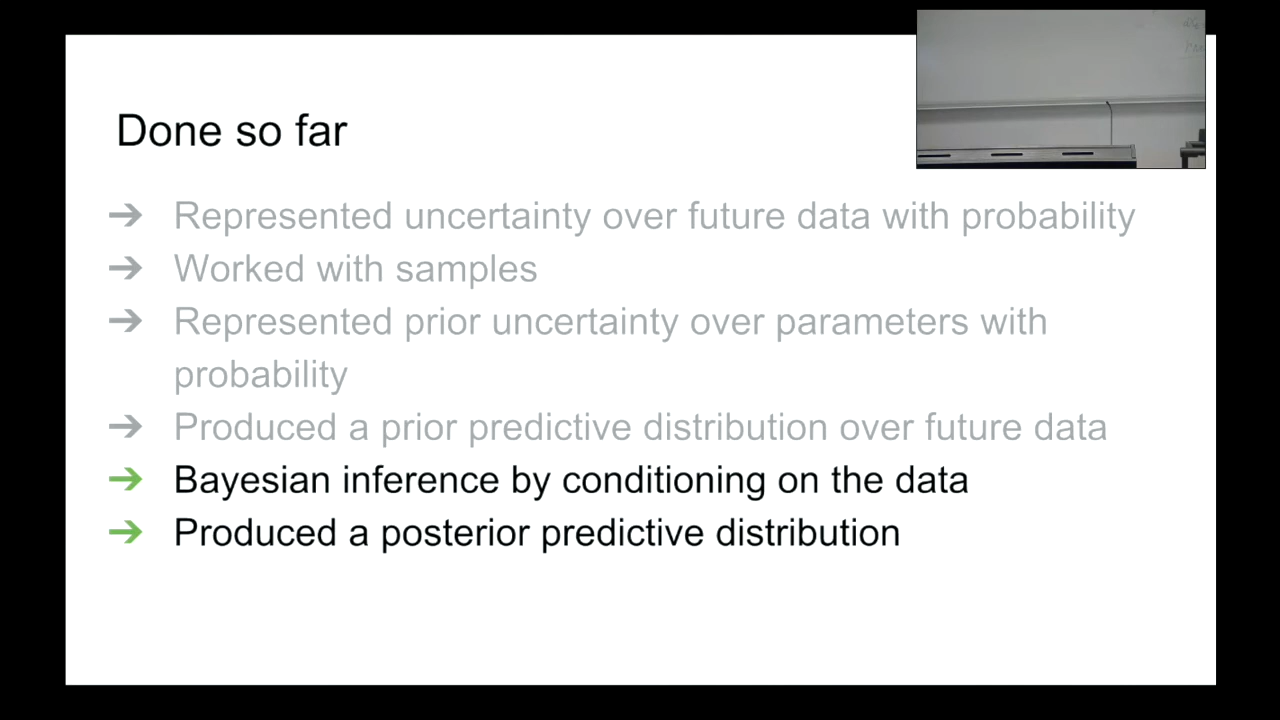 Done so far
➔ Represented uncertainty over future data with probability
➔ Worked with samples
➔ Represented prior uncertainty over parameters with
probability
➔ Produced a prior predictive distribution over future data
➔ Bayesian inference by conditioning on the data
➔ Produced a posterior predictive distribution